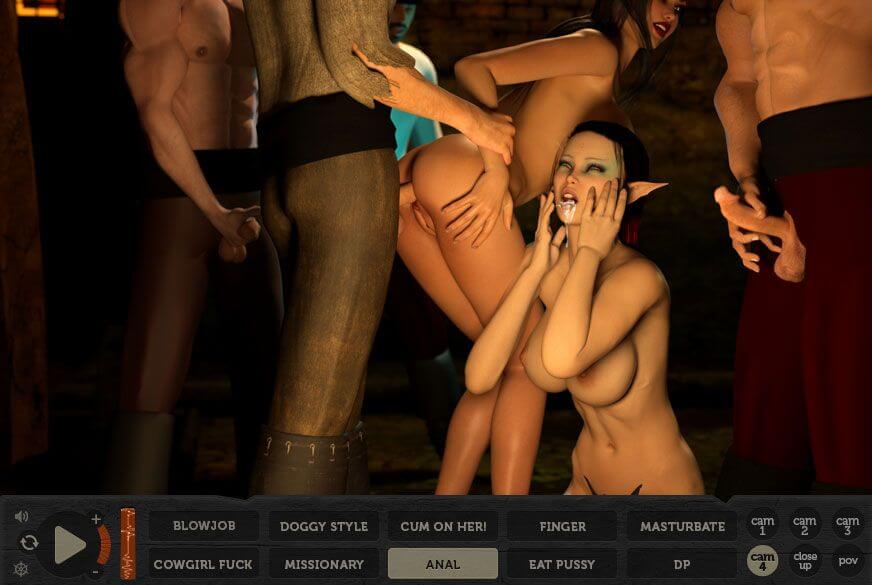 BLOWJOB DOGGY STYLE CUM ON HER! FINGER MASTURBATE cam 1 cam 2 cam 3
COWGIRL FUCK MISSIONARY ANAL EAT PUSSY DP cam 4 close up pov